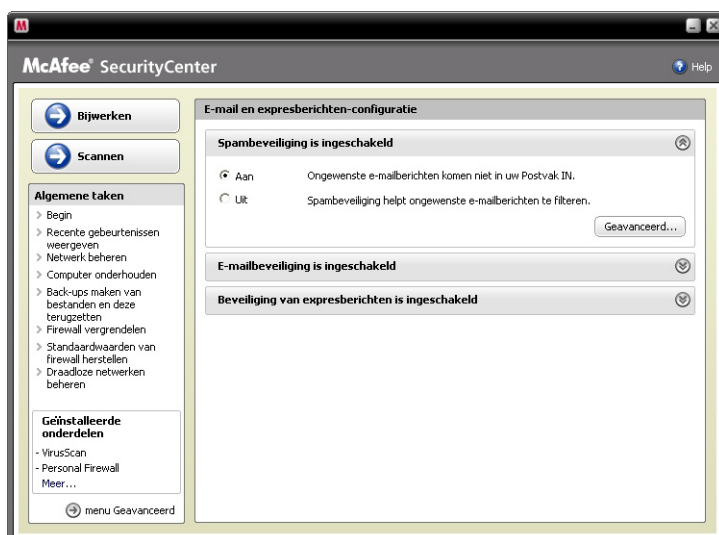 McAfee® SecurityCenter
Help
Bijwerken
Scannen
Algemene taken
Begin
Recente gebeurtenissen
weergeven
Netwerk beheren
Computer onderhouden
Back-ups maken van
bestanden en deze
terugzetten
Firewall vergrendelen
Standaardwaarden van
firewall herstellen
Draadloze netwerken
beheren
Geïnstalleerde
onderdelen
- VirusScan
- Personal Firewall
Meer...
menu Geavanceerd
E-mail en expresberichten-configuratie
Spambeveiliging is ingeschakeld
Aan Ongewenste e-mailberichten komen niet in uw Postvak IN.
Uit Spambeveiliging helpt ongewenste e-mailberichten te filteren.
Geavanceerd...
E-mailbeveiliging is ingeschakeld
Beveiliging van expresberichten is ingeschakeld